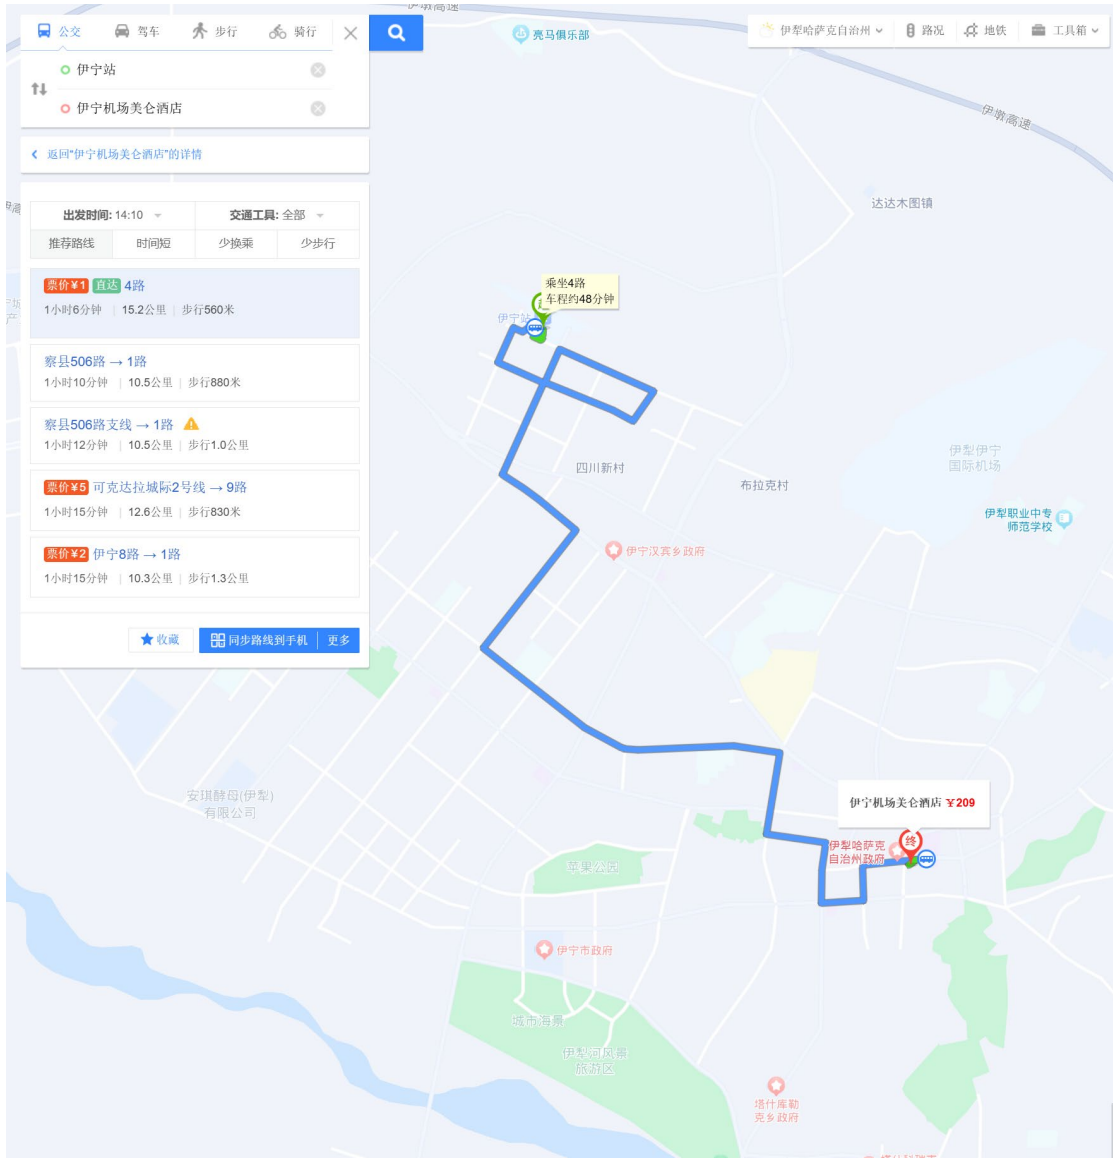 公交
驾车
步行
骑行
伊宁站
伊宁机场美仑酒店
返回"伊宁机场美仑酒店"的详情
出发时间: 14:10
交通工具: 全部
推荐路线
时间短
少换乘
少步行
票价¥1 直达 4路
1小时6分钟 | 15.2公里 | 步行560米
察县506路 → 1路
1小时10分钟 | 10.5公里 | 步行880米
察县506路支线 → 1路
1小时12分钟 | 10.5公里 | 步行1.0公里
票价¥5 可克达拉城际2号线 → 9路
1小时15分钟 | 12.6公里 | 步行830米
票价¥2 伊宁8路 → 1路
1小时15分钟 | 10.3公里 | 步行1.3公里
收藏
同步路线到手机
更多
伊犁哈萨克自治州
路况
地铁
工具箱
亮马俱乐部
伊墩高速
达达木图镇
乘坐4路
车程约48分钟
伊宁站
四川新村
布拉克村
伊犁伊宁
国际机场
伊犁职业中专
师范学校
伊宁汉宾乡政府
安琪酵母(伊犁)
有限公司
伊宁机场美仑酒店 ¥209
伊犁哈萨克
自治州政府
终
苹果公园
伊宁市政府
城市海景
伊犁河风景
旅游区
塔什库勒
克乡政府